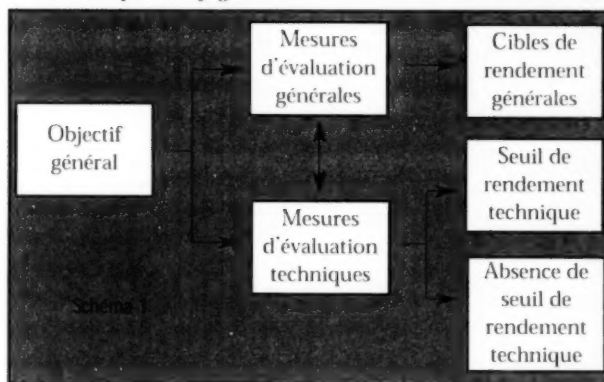 Objectif
général
Mesures
d'évaluation
générales
Mesures
d'évaluation
techniques
Cibles de
rendement
générales
Seuil de
rendement
technique
Absence de
seuil de
rendement
technique
Schéma 1